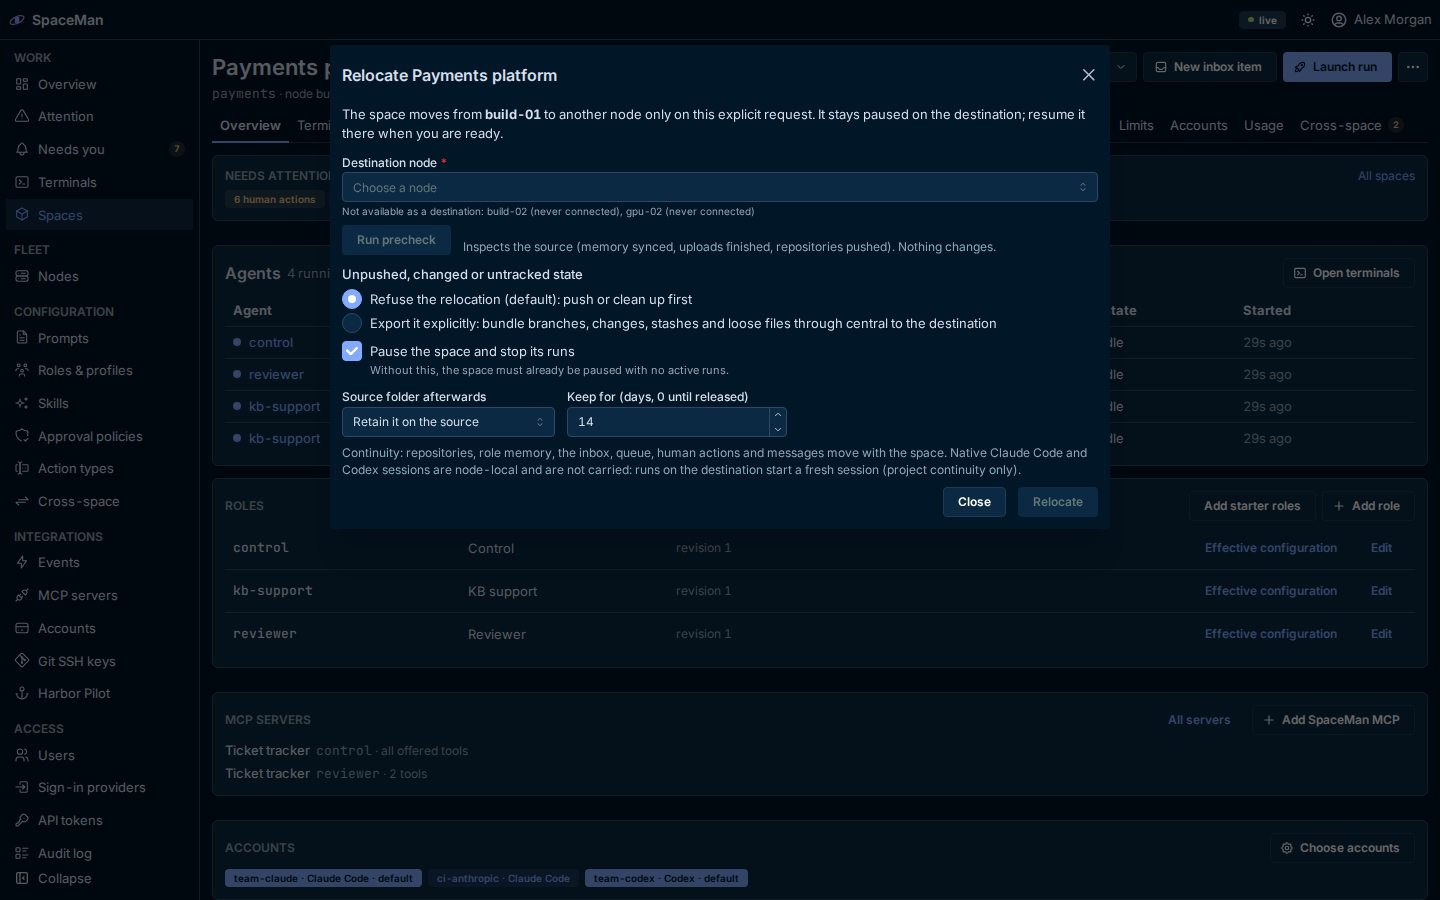 SpaceMan
live
Alex Morgan
WORK
Overview
Attention
Needs you 7
Terminals
Spaces
FLEET
Nodes
CONFIGURATION
Prompts
Roles & profiles
Skills
Approval policies
Action types
Cross-space
INTEGRATIONS
Events
MCP servers
Accounts
Git SSH keys
Harbor Pilot
ACCESS
Users
Sign-in providers
API tokens
Audit log
Collapse
Payments p
New inbox item
Launch run
payments · node bu
Overview Termi Limits Accounts Usage Cross-space 2
NEEDS ATTENTION
All spaces
6 human actions
Agents 4 runni
Open terminals
Agent tate Started
control dle 29s ago
reviewer dle 29s ago
kb-support dle 29s ago
kb-support dle 29s ago
Relocate Payments platform
The space moves from build-01 to another node only on this explicit request. It stays paused on the destination; resume it
there when you are ready.
Destination node *
Choose a node
Not available as a destination: build-02 (never connected), gpu-02 (never connected)
Run precheck Inspects the source (memory synced, uploads finished, repositories pushed). Nothing changes.
Unpushed, changed or untracked state
Refuse the relocation (default): push or clean up first
Export it explicitly: bundle branches, changes, stashes and loose files through central to the destination
Pause the space and stop its runs
Without this, the space must already be paused with no active runs.
Source folder afterwards Keep for (days, 0 until released)
Retain it on the source 14
Continuity: repositories, role memory, the inbox, queue, human actions and messages move with the space. Native Claude Code and
Codex sessions are node-local and are not carried: runs on the destination start a fresh session (project continuity only).
Close Relocate
ROLES
Add starter roles Add role
control Control revision 1 Effective configuration Edit
kb-support KB support revision 1 Effective configuration Edit
reviewer Reviewer revision 1 Effective configuration Edit
MCP SERVERS
All servers Add SpaceMan MCP
Ticket tracker control · all offered tools
Ticket tracker reviewer · 2 tools
ACCOUNTS
Choose accounts
team-claude · Claude Code · default ci-anthropic · Claude Code team-codex · Codex · default